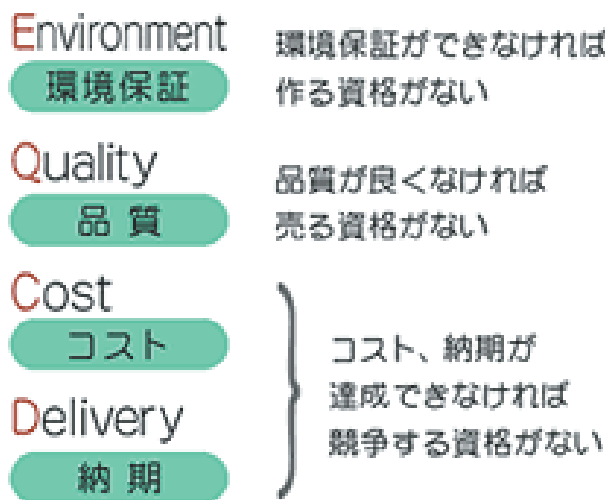 Environment
環境保証
環境保証ができなければ
作る資格がない
Quality
品質
品質が良くなければ
売る資格がない
Cost
コスト
Delivery
納期
コスト、納期が
達成できなければ
競争する資格がない